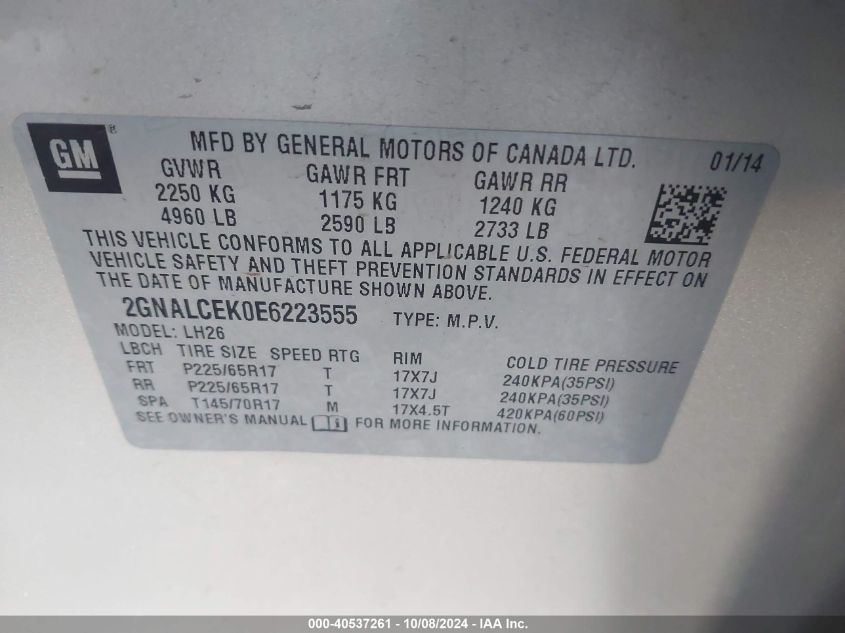 GM ®
MFD BY GENERAL MOTORS OF CANADA LTD. 01/14
GVWR GAWR FRT GAWR RR
2250 KG 1175 KG 1240 KG
4960 LB 2590 LB 2733 LB
THIS VEHICLE CONFORMS TO ALL APPLICABLE U.S. FEDERAL MOTOR
VEHICLE SAFETY AND THEFT PREVENTION STANDARDS IN EFFECT ON
THE DATE OF MANUFACTURE SHOWN ABOVE.
2GNALCEK0E6223555 TYPE: M.P.V.
MODEL: LH26
LBCH TIRE SIZE SPEED RTG RIM COLD TIRE PRESSURE
FRT P225/65R17 T 17X7J 240KPA(35PSI)
RR P225/65R17 T 17X7J 240KPA(35PSI)
SPA T145/70R17 M 17X4.5T 420KPA(60PSI)
SEE OWNER'S MANUAL FOR MORE INFORMATION.
000-40537261 - 10/08/2024 - IAA Inc.